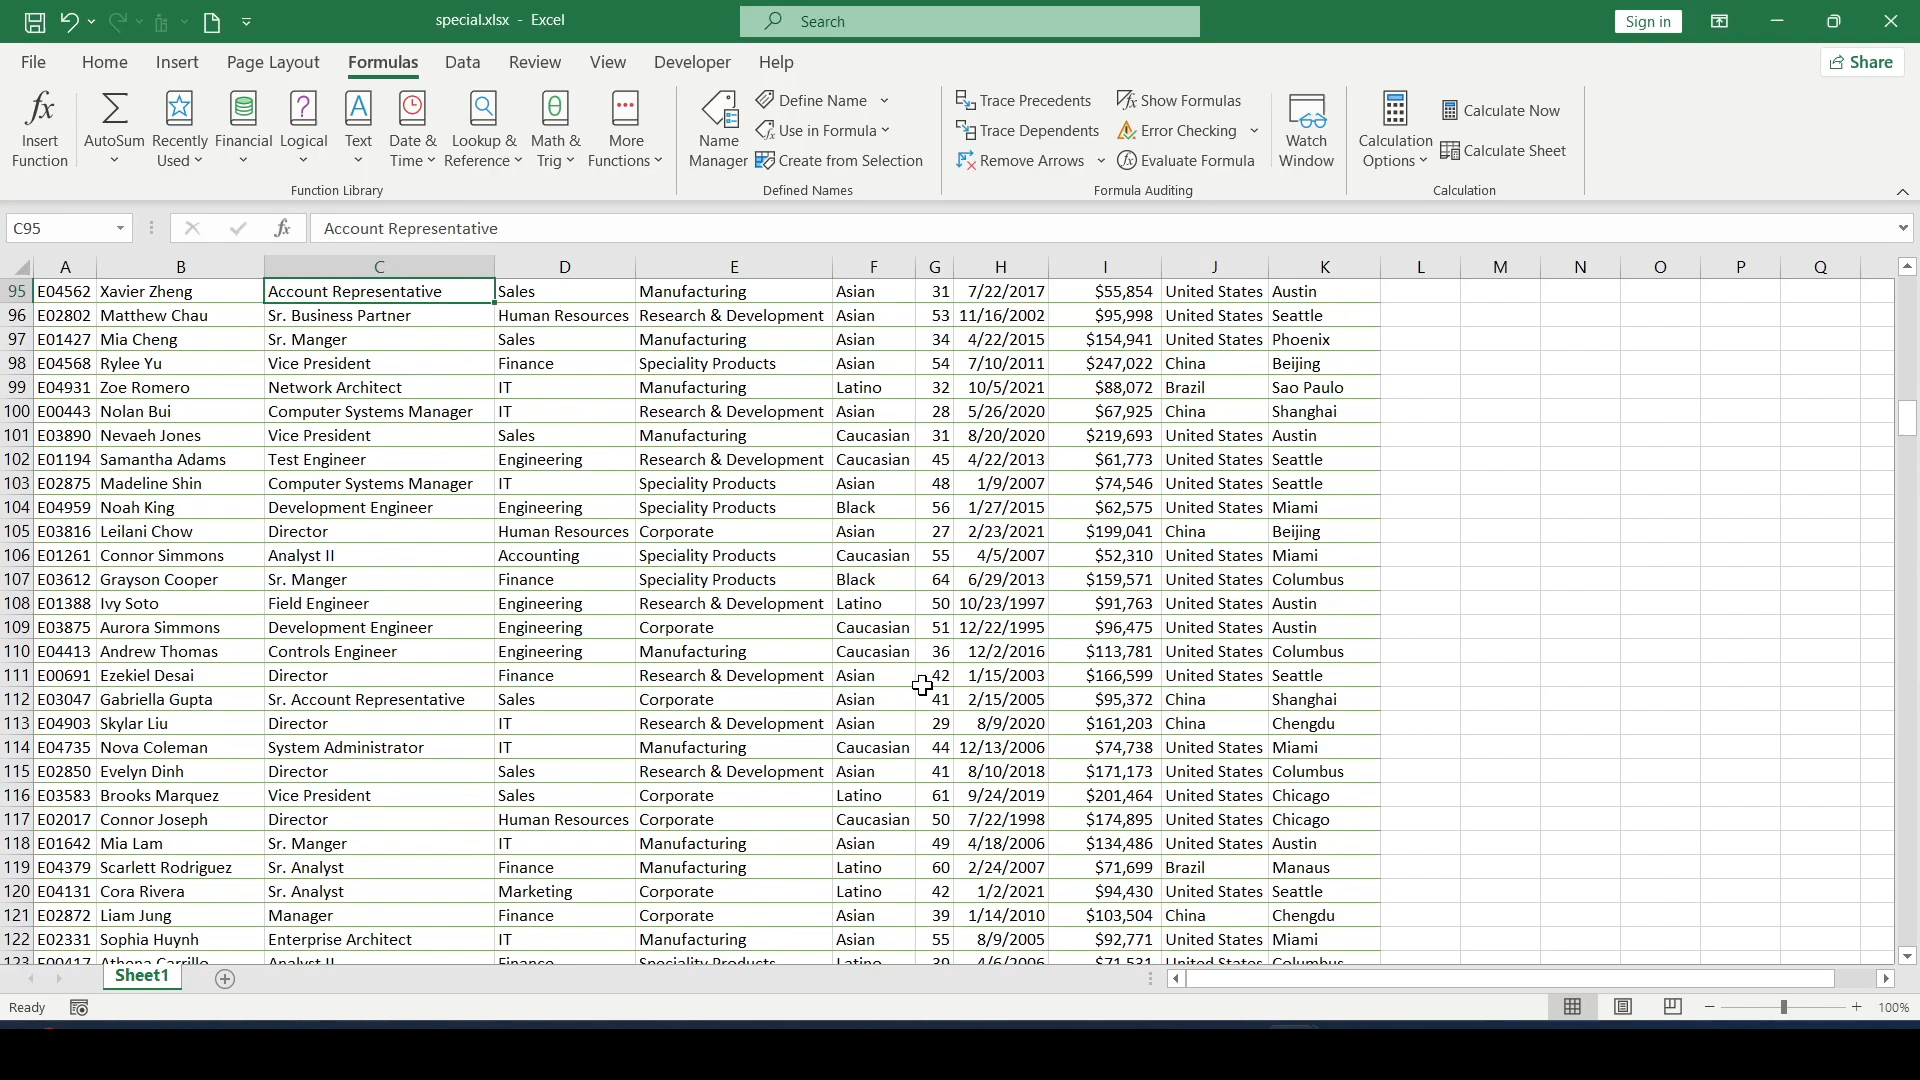 special.xlsx - Excel
Search
Sign in
File Home Insert Page Layout Formulas Data Review View Developer Help
Share
Insert Function
AutoSum
Recently Used
Financial
Logical
Text
Date & Time
Lookup & Reference
Math & Trig
More Functions
Function Library
Name Manager
Define Name
Use in Formula
Create from Selection
Defined Names
Trace Precedents
Trace Dependents
Remove Arrows
Show Formulas
Error Checking
Evaluate Formula
Formula Auditing
Watch Window
Calculation Options
Calculate Now
Calculate Sheet
Calculation
C95 fx Account Representative
A B C D E F G H I J K L M N O P Q
95 E04562 Xavier Zheng Account Representative Sales Manufacturing Asian 31 7/22/2017 $55,854 United States Austin
96 E02802 Matthew Chau Sr. Business Partner Human Resources Research & Development Asian 53 11/16/2002 $95,998 United States Seattle
97 E01427 Mia Cheng Sr. Manger Sales Manufacturing Asian 34 4/22/2015 $154,941 United States Phoenix
98 E04568 Rylee Yu Vice President Finance Speciality Products Asian 54 7/10/2011 $247,022 China Beijing
99 E04931 Zoe Romero Network Architect IT Manufacturing Latino 32 10/5/2021 $88,072 Brazil Sao Paulo
100 E00443 Nolan Bui Computer Systems Manager IT Research & Development Asian 28 5/26/2020 $67,925 China Shanghai
101 E03890 Nevaeh Jones Vice President Sales Manufacturing Caucasian 31 8/20/2020 $219,693 United States Austin
102 E01194 Samantha Adams Test Engineer Engineering Research & Development Caucasian 45 4/22/2013 $61,773 United States Seattle
103 E02875 Madeline Shin Computer Systems Manager IT Speciality Products Asian 48 1/9/2007 $74,546 United States Seattle
104 E04959 Noah King Development Engineer Engineering Speciality Products Black 56 1/27/2015 $62,575 United States Miami
105 E03816 Leilani Chow Director Human Resources Corporate Asian 27 2/23/2021 $199,041 China Beijing
106 E01261 Connor Simmons Analyst II Accounting Speciality Products Caucasian 55 4/5/2007 $52,310 United States Miami
107 E03612 Grayson Cooper Sr. Manger Finance Speciality Products Black 64 6/29/2013 $159,571 United States Columbus
108 E01388 Ivy Soto Field Engineer Engineering Research & Development Latino 50 10/23/1997 $91,763 United States Austin
109 E03875 Aurora Simmons Development Engineer Engineering Corporate Caucasian 51 12/22/1995 $96,475 United States Austin
110 E04413 Andrew Thomas Controls Engineer Engineering Manufacturing Caucasian 36 12/2/2016 $113,781 United States Columbus
111 E00691 Ezekiel Desai Director Finance Research & Development Asian 42 1/15/2003 $166,599 United States Seattle
112 E03047 Gabriella Gupta Sr. Account Representative Sales Corporate Asian 41 2/15/2005 $95,372 China Shanghai
113 E04903 Skylar Liu Director IT Research & Development Asian 29 8/9/2020 $161,203 China Chengdu
114 E04735 Nova Coleman System Administrator IT Manufacturing Caucasian 44 12/13/2006 $74,738 United States Miami
115 E02850 Evelyn Dinh Director Sales Research & Development Asian 41 8/10/2018 $171,173 United States Columbus
116 E03583 Brooks Marquez Vice President Sales Corporate Latino 61 9/24/2019 $201,464 United States Chicago
117 E02017 Connor Joseph Director Human Resources Corporate Caucasian 50 7/22/1998 $174,895 United States Chicago
118 E01642 Mia Lam Sr. Manger IT Manufacturing Asian 49 4/18/2006 $134,486 United States Austin
119 E04379 Scarlett Rodriguez Sr. Analyst Finance Manufacturing Latino 60 2/24/2007 $71,699 Brazil Manaus
120 E04131 Cora Rivera Sr. Analyst Marketing Corporate Latino 42 1/2/2021 $94,430 United States Seattle
121 E02872 Liam Jung Manager Finance Corporate Asian 39 1/14/2010 $103,504 China Chengdu
122 E02331 Sophia Huynh Enterprise Architect IT Manufacturing Asian 55 8/9/2005 $92,771 United States Miami
123 E00417 Athena Carrillo Analyst II Finance Speciality Products Latino 39 4/6/2006 $71,531 United States Columbus
Sheet1
Ready
100%